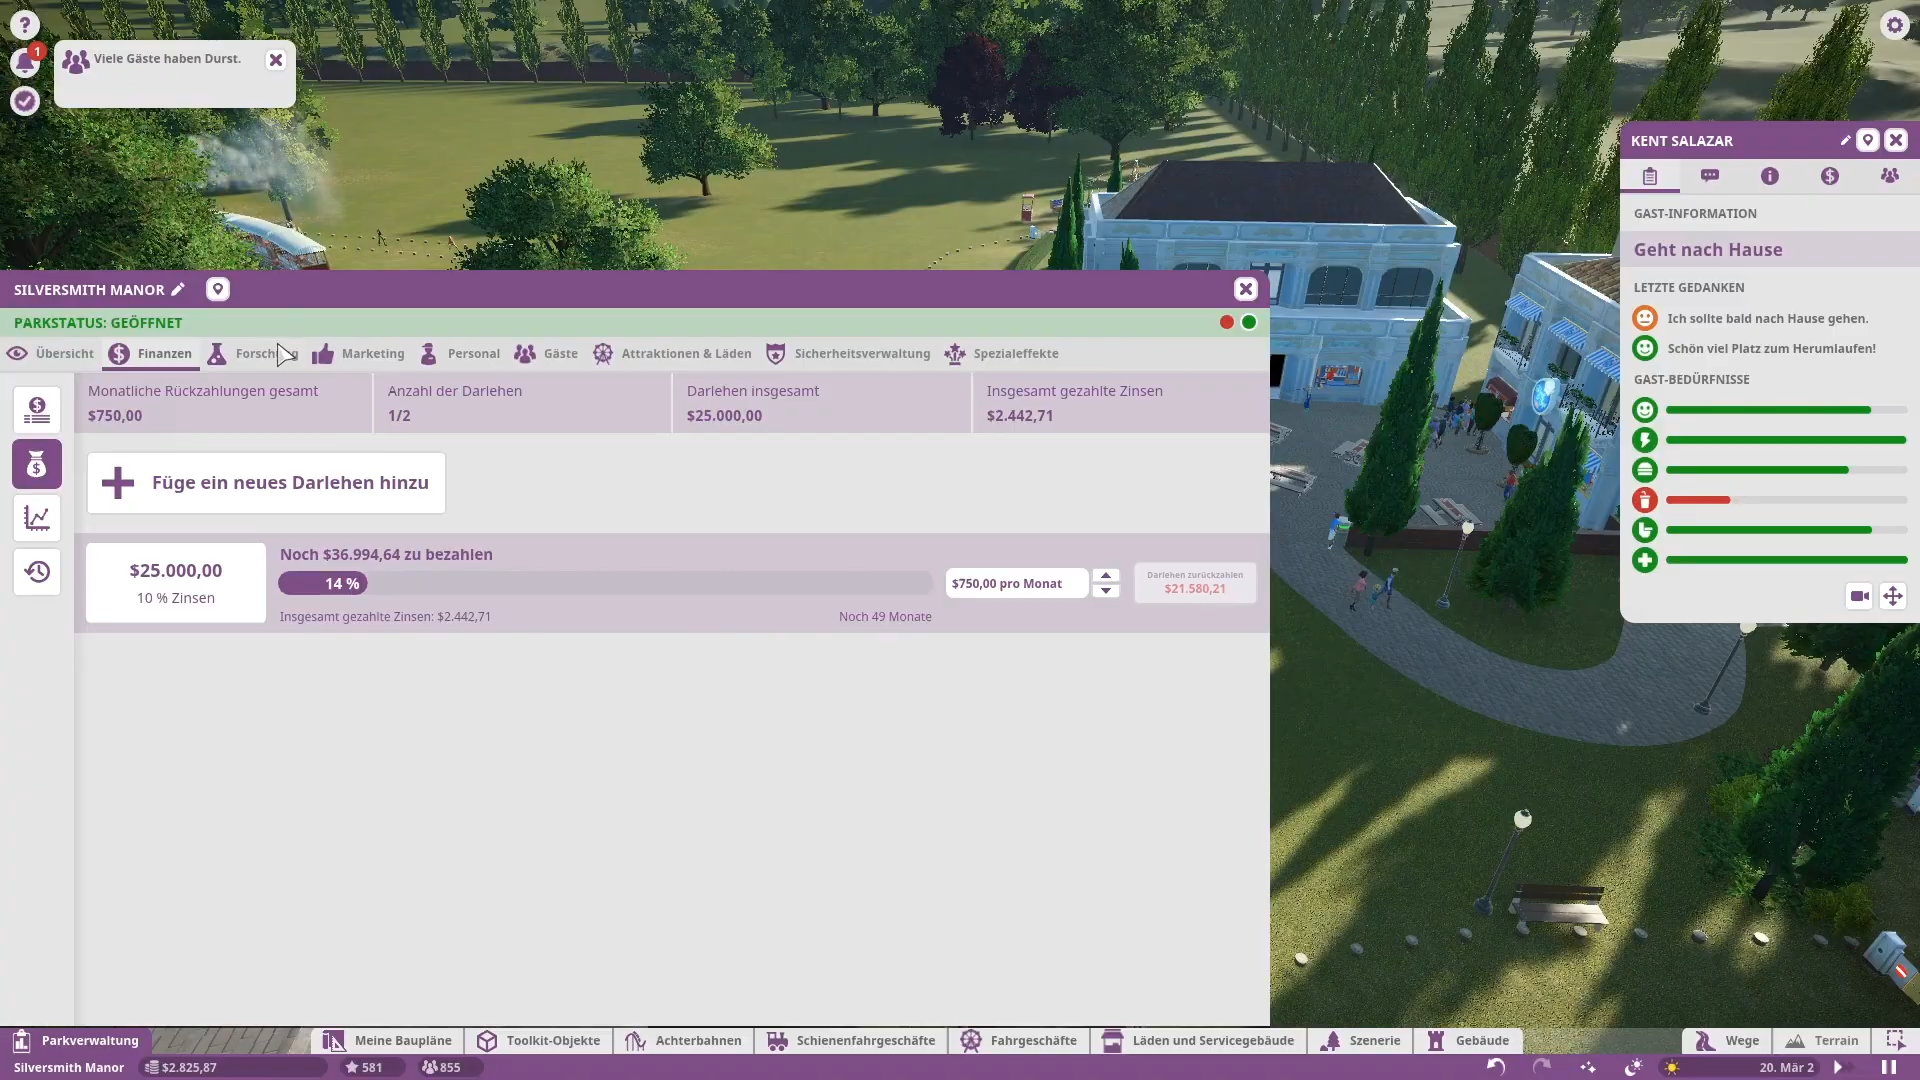 1
Viele Gäste haben Durst.
SILVERSMITH MANOR
PARKSTATUS: GEÖFFNET
Übersicht Finanzen Marketing Personal Gäste Attraktionen & Läden Sicherheitsverwaltung Spezialeffekte
Monatliche Rückzahlungen gesamt Anzahl der Darlehen Darlehen insgesamt Insgesamt gezahlte Zinsen
$750,00 1/2 $25.000,00 $2.442,71
Füge ein neues Darlehen hinzu
$25.000,00
10 % Zinsen
Noch $36.994,64 zu bezahlen
14 %
$750,00 pro Monat
Darlehen zurückzahlen
$21.580,21
Insgesamt gezahlte Zinsen: $2.442,71 Noch 49 Monate
KENT SALAZAR
GAST-INFORMATION
Geht nach Hause
LETZTE GEDANKEN
Ich sollte bald nach Hause gehen.
Schön viel Platz zum Herumlaufen!
GAST-BEDÜRFNISSE
Parkverwaltung Meine Baupläne Toolkit-Objekte Achterbahnen Schienenfahrgeschäfte Fahrgeschäfte Läden und Servicegebäude Szenerie Gebäude Wege Terrain
Silversmith Manor $2.825,87 581 855 20. Mär 2